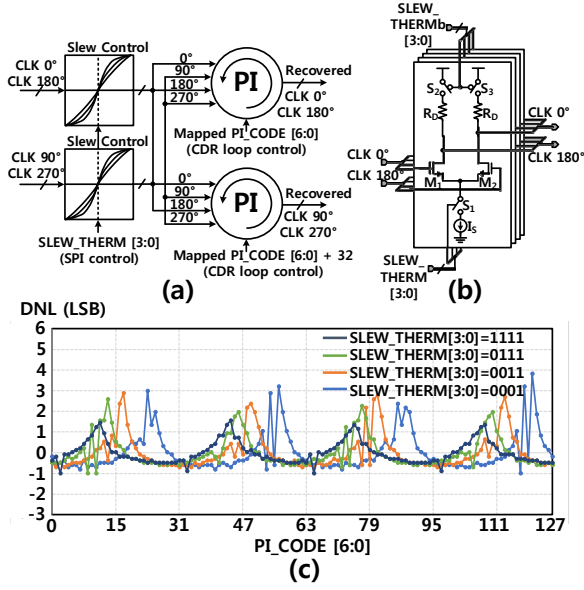 Slew Control
CLK 0°
CLK 180°
0°
90°
180°
270°
PI
Recovered
CLK 0°
CLK 180°
Mapped PI_CODE [6:0]
(CDR loop control)
Slew Control
CLK 90°
CLK 270°
0°
90°
180°
270°
PI
Recovered
CLK 90°
CLK 270°
SLEW_THERM [3:0]
(SPI control)
Mapped PI_CODE [6:0] + 32
(CDR loop control)
(a)
SLEW_
THERMb
[3:0]
S2
S3
RD
RD
CLK 0°
CLK 180°
CLK 0°
CLK 180°
M1
M2
S1
IS
SLEW_
THERM
[3:0]
(b)
DNL (LSB)
6
5
4
3
2
1
0
-1
-2
-3
SLEW_THERM[3:0]=1111
SLEW_THERM[3:0]=0111
SLEW_THERM[3:0]=0011
SLEW_THERM[3:0]=0001
0
15
31
47
63
79
95
111
127
PI_CODE [6:0]
(c)